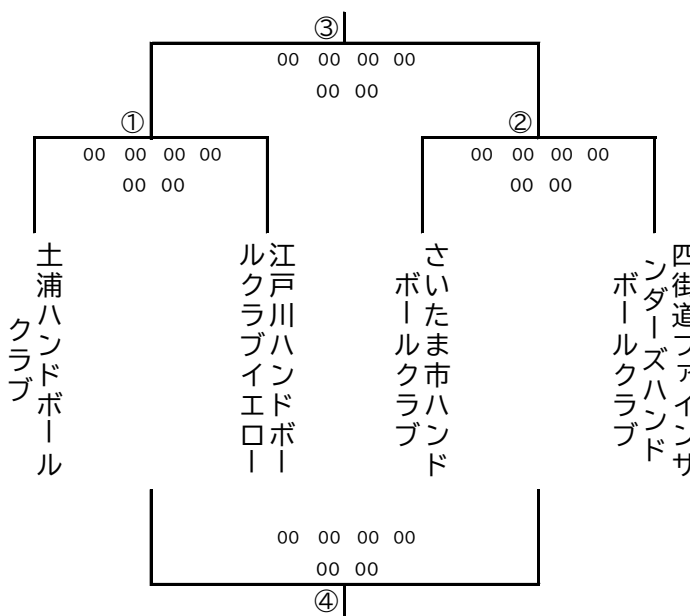 ③
00 00 00 00
00 00
①
00 00 00 00
00 00
②
00 00 00 00
00 00
土浦ハンドボール
クラブ
江戸川ハンドボー
ルクラブイエロー
さいたま市ハンド
ボールクラブ
四街道ファインサ
ンダーズハンド
ボールクラブ
00 00 00 00
00 00
④